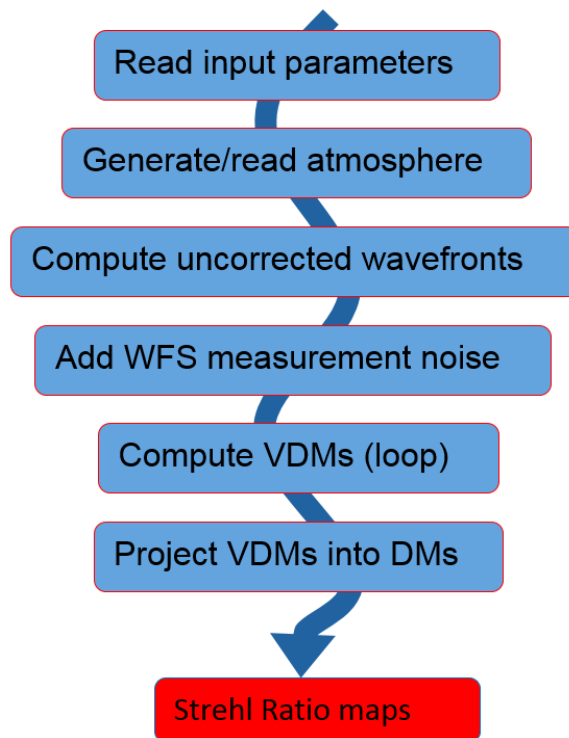 Read input parameters
Generate/read atmosphere
Compute uncorrected wavefronts
Add WFS measurement noise
Compute VDMs (loop)
Project VDMs into DMs
Strehl Ratio maps